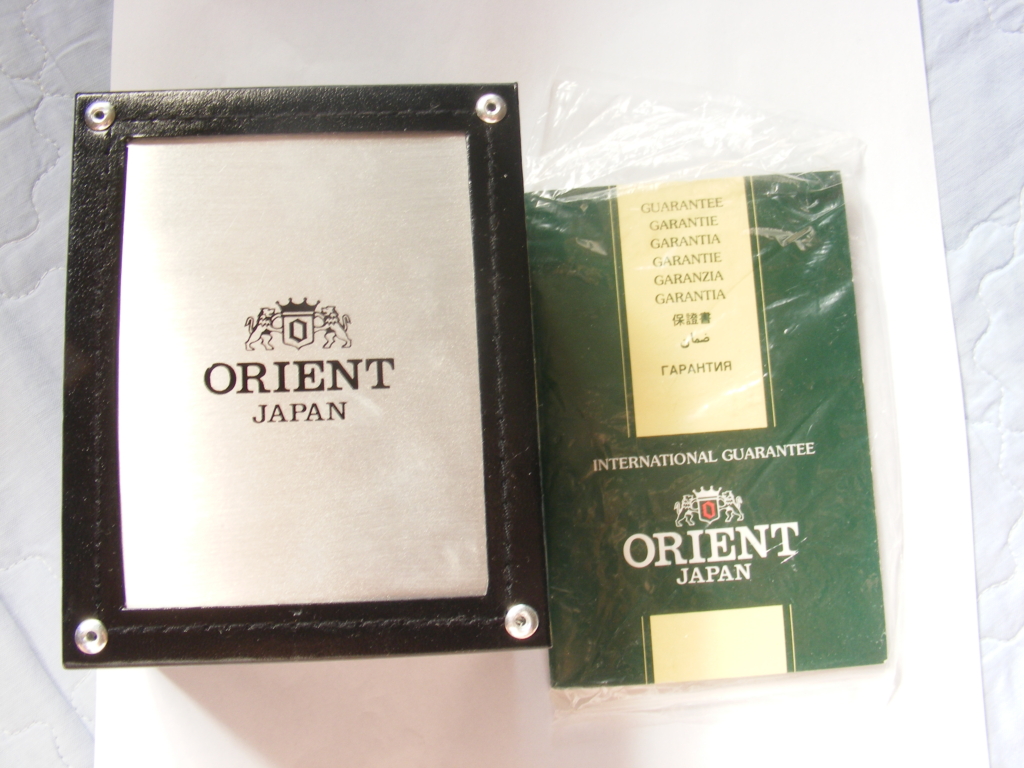 ORIENT
JAPAN
GUARANTEE
GARANTIE
GARANTIA
GARANTIE
GARANZIA
GARANTIA
保證書
ضمان
ГАРАНТИЯ
INTERNATIONAL GUARANTEE
ORIENT
JAPAN